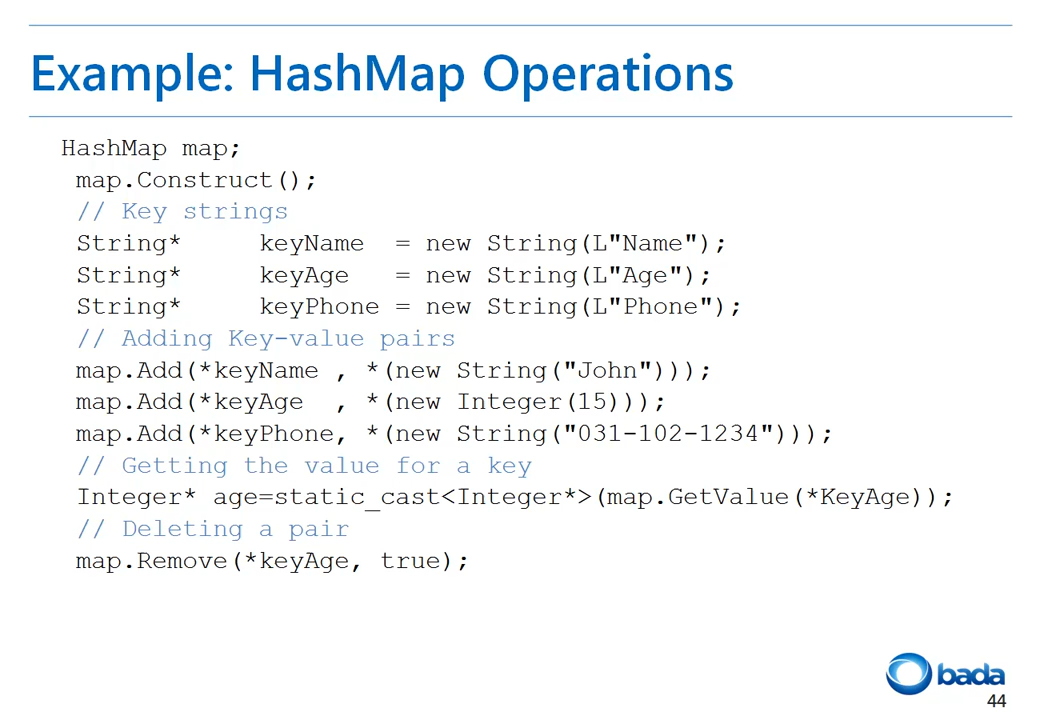 Example: HashMap Operations
HashMap map;
map.Construct();
// Key strings
String*     keyName  = new String(L"Name");
String*     keyAge   = new String(L"Age");
String*     keyPhone = new String(L"Phone");
// Adding Key-value pairs
map.Add(*keyName , *(new String("John")));
map.Add(*keyAge  , *(new Integer(15)));
map.Add(*keyPhone, *(new String("031-102-1234")));
// Getting the value for a key
Integer* age=static_cast<Integer*>(map.GetValue(*KeyAge));
// Deleting a pair
map.Remove(*keyAge, true);
bada
44